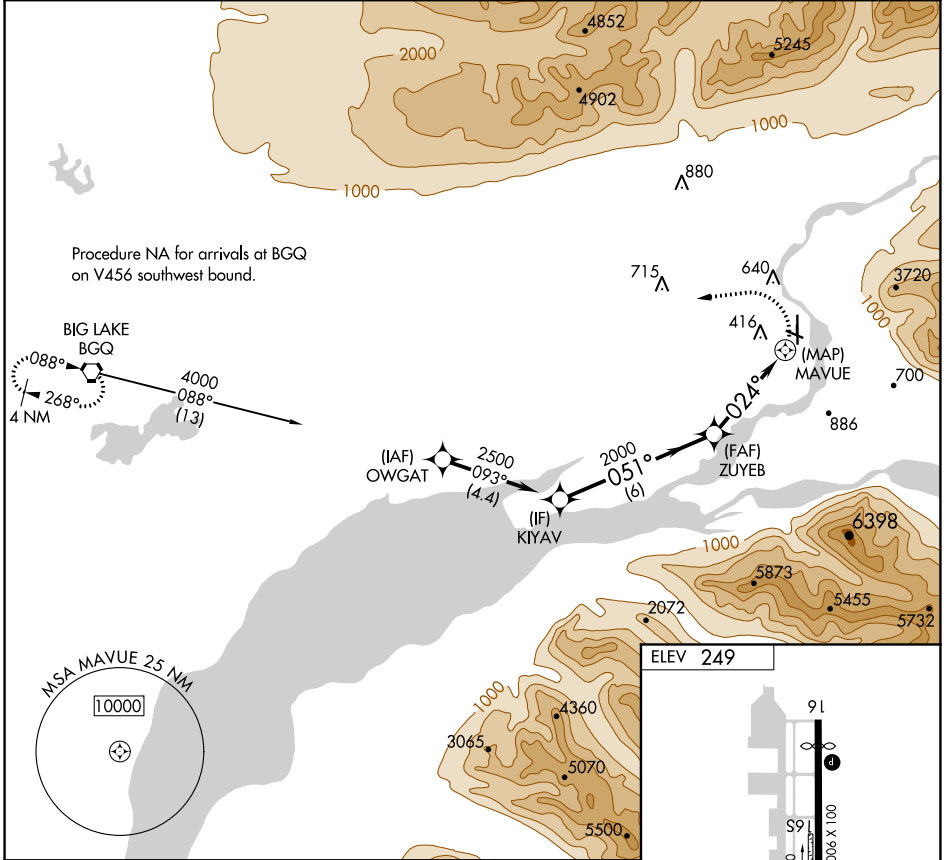 4852
5245
2000
4902
1000
880
1000
Procedure NA for arrivals at BGQ
on V456 southwest bound.
715
640
3720
1000
BIG LAKE
BGQ
416
088°
4000
088°
(13)
268°
4 NM
(MAP)
MAVUE
700
024°
886
(IAF)
OWGAT
2500
093°
(4.4)
2000
051°
(6)
(FAF)
ZUYEB
(IF)
KIYAV
6398
1000
5873
5455
5732
2072
MSA MAVUE 25 NM
10000
ELEV 249
1000
4360
3065
5070
5500
16
P
16S